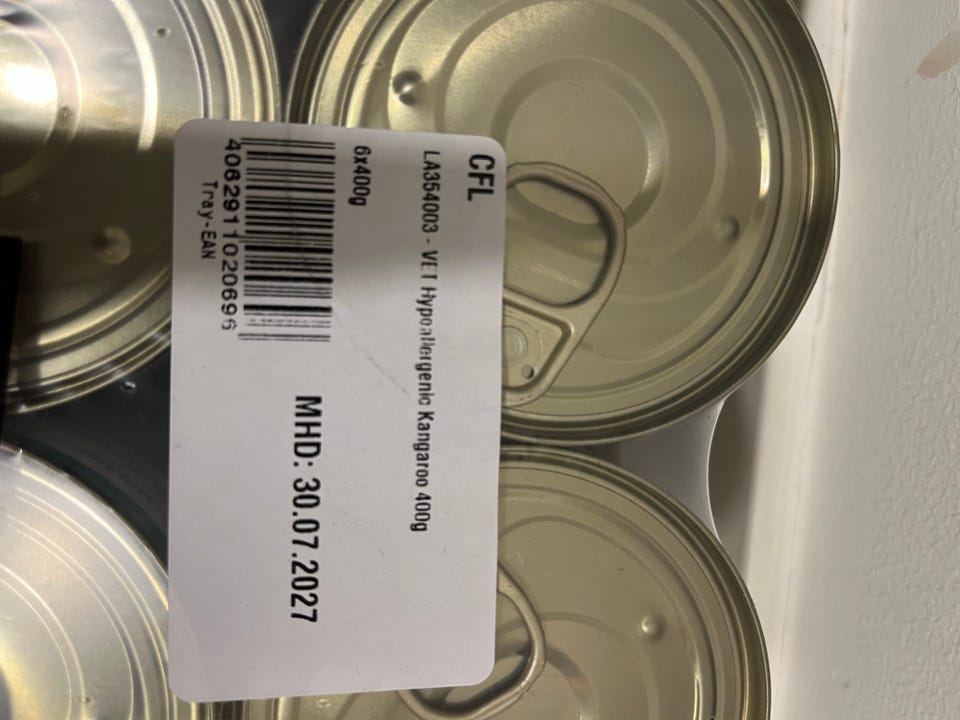 CFL
LA354003 - VET Hypoallergenic Kangaroo 400g
6x400g
4062911020696
Tray-EAN
MHD: 30.07.2027